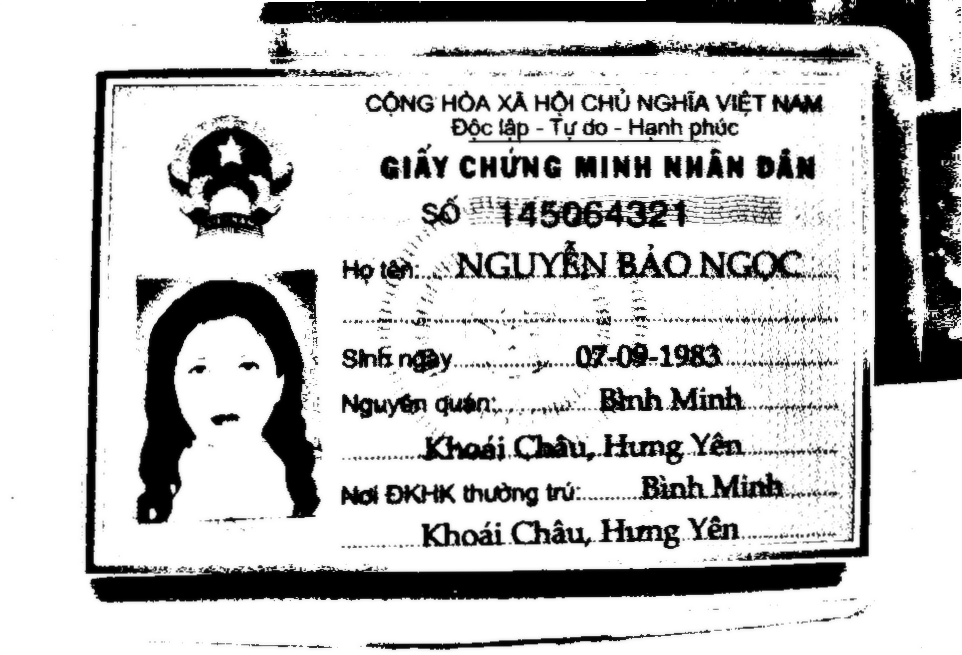 CỘNG HÒA XÃ HỘI CHỦ NGHĨA VIỆT NAM
Độc lập - Tự do - Hạnh phúc
GIẤY CHỨNG MINH NHÂN DÂN
SỐ 145064321
Họ tên: NGUYỄN BẢO NGỌC
Sinh ngày 07-09-1983
Nguyên quán: Bình Minh
Khoái Châu, Hưng Yên
Nơi ĐKHK thường trú: Bình Minh
Khoái Châu, Hưng Yên